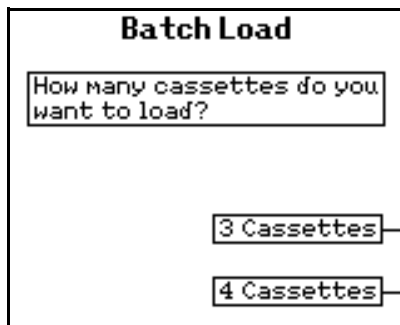 Batch Load
How many cassettes do you
want to load?
3 Cassettes
4 Cassettes